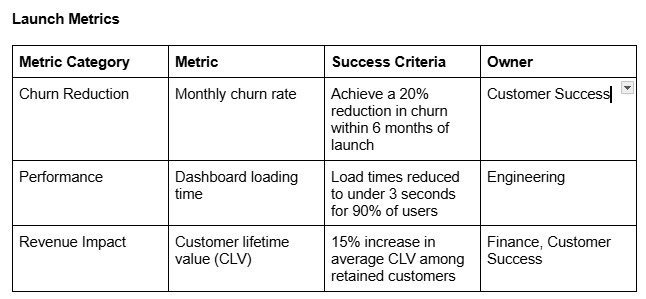 Launch Metrics
Metric Category Metric Success Criteria Owner
Churn Reduction Monthly churn rate Achieve a 20% Customer Success
reduction in churn
within 6 months of
launch
Performance Dashboard loading Load times reduced Engineering
time to under 3 seconds
for 90% of users
Revenue Impact Customer lifetime 15% increase in Finance, Customer
value (CLV) average CLV among Success
retained customers